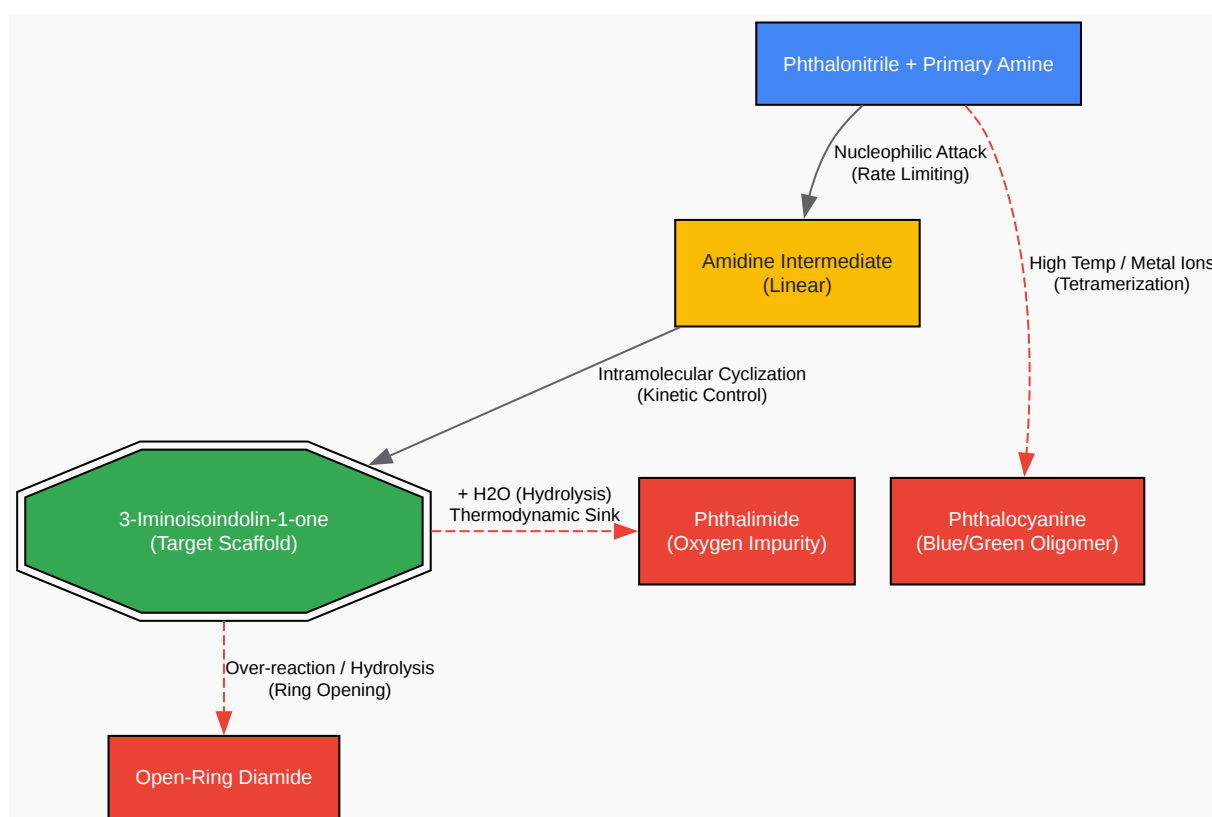 Phthalonitrile + Primary Amine
Nucleophilic Attack
(Rate Limiting)
Amidine Intermediate
(Linear)
High Temp / Metal Ions
(Tetramerization)
Intramolecular Cyclization
(Kinetic Control)
3-Iminoisoindolin-1-one
(Target Scaffold)
+ H2O (Hydrolysis)
Thermodynamic Sink
Phthalimide
(Oxygen Impurity)
Phthalocyanine
(Blue/Green Oligomer)
Over-reaction / Hydrolysis
(Ring Opening)
Open-Ring Diamide